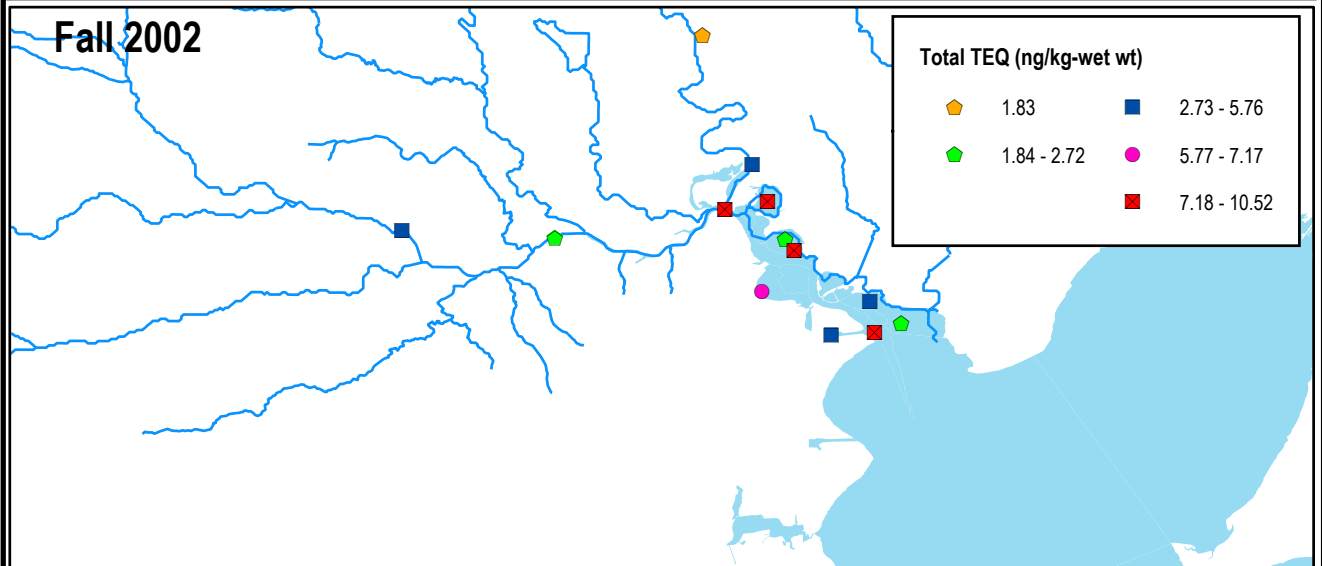 Fall 2002
Total TEQ (ng/kg-wet wt)
1.83
1.84 - 2.72
2.73 - 5.76
5.77 - 7.17
7.18 - 10.52